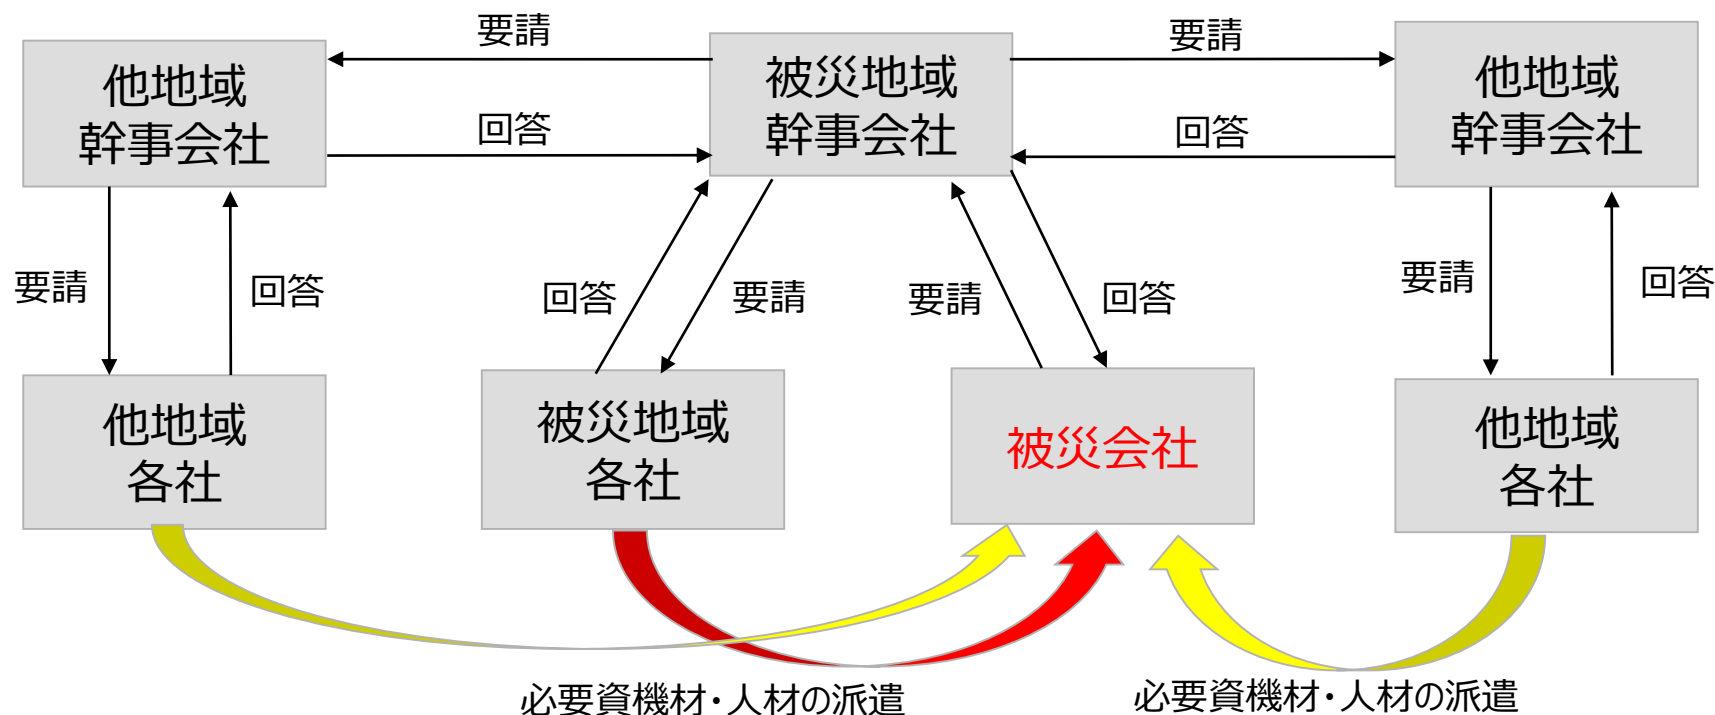 要請
要請
他地域
幹事会社
被災地域
幹事会社
他地域
幹事会社
回答
回答
要請
回答
回答
要請
要請
回答
要請
回答
他地域
各社
被災地域
各社
被災会社
他地域
各社
必要資機材・人材の派遣
必要資機材・人材の派遣